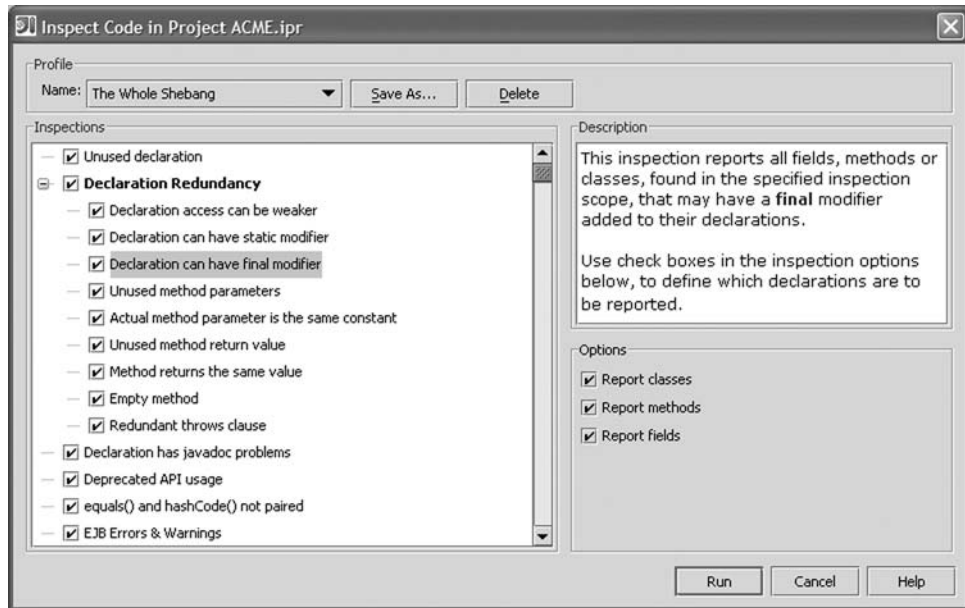 Inspect Code in Project ACME.ipr
Profile
Name: The Whole Shebang
Save As...
Delete
Inspections
Unused declaration
Declaration Redundancy
Declaration access can be weaker
Declaration can have static modifier
Declaration can have final modifier
Unused method parameters
Actual method parameter is the same constant
Unused method return value
Method returns the same value
Empty method
Redundant throws clause
Declaration has javadoc problems
Deprecated API usage
equals() and hashCode() not paired
EJB Errors & Warnings
Description
This inspection reports all fields, methods or
classes, found in the specified inspection
scope, that may have a final modifier
added to their declarations.
Use check boxes in the inspection options
below, to define which declarations are to
be reported.
Options
Report classes
Report methods
Report fields
Run
Cancel
Help